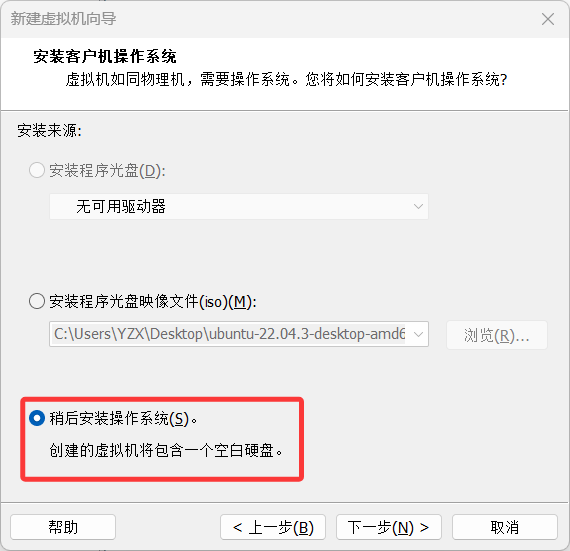 新建虚拟机向导
安装客户机操作系统
虚拟机如同物理机，需要操作系统。您将如何安装客户机操作系统?
安装来源:
安装程序光盘(D):
无可用驱动器
安装程序光盘映像文件(iso)(M):
C:\Users\YZX\Desktop\ubuntu-22.04.3-desktop-amd6
浏览(R)...
稍后安装操作系统(S)。
创建的虚拟机将包含一个空白硬盘。
帮助
< 上一步(B)
下一步(N) >
取消